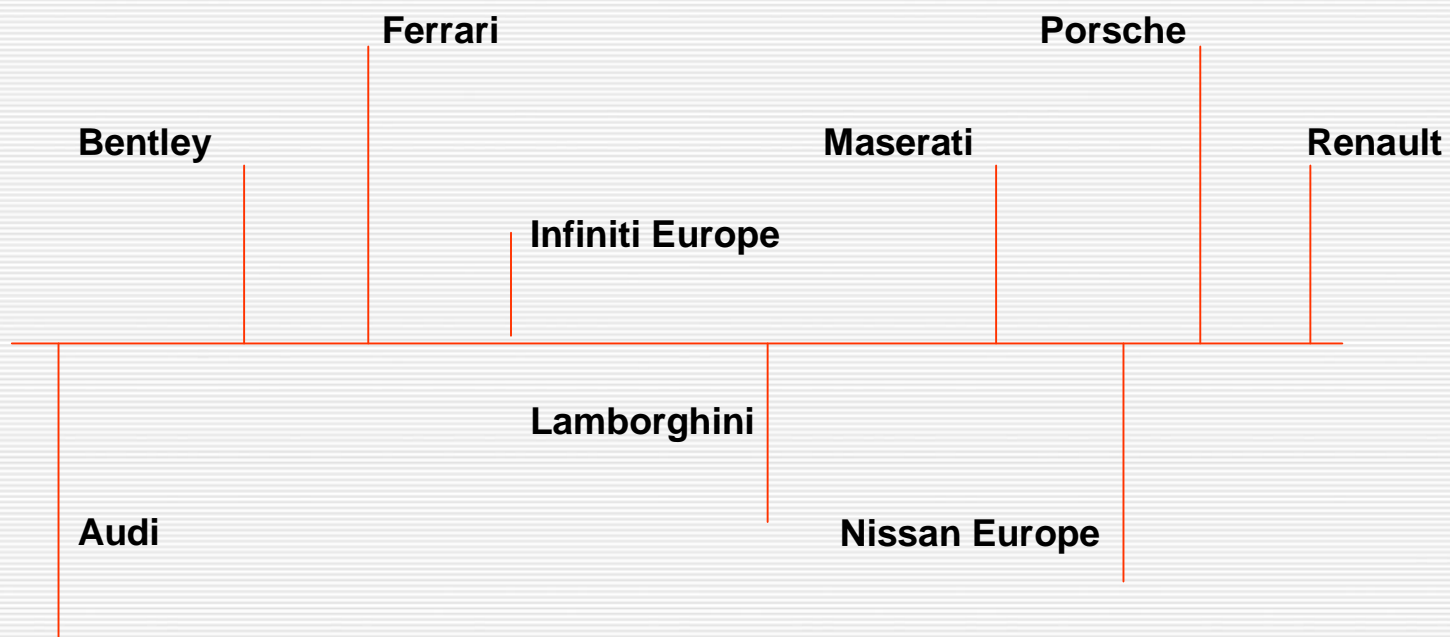 Ferrari
Porsche
Bentley
Maserati
Renault
Infiniti Europe
Lamborghini
Audi
Nissan Europe